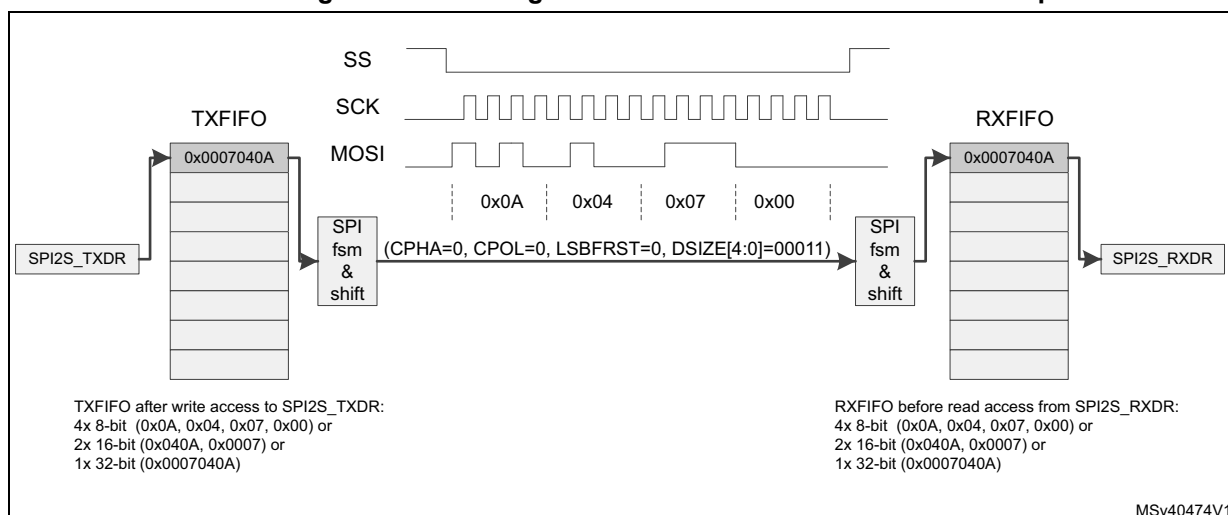 SS
SCK
TXFIFO
RXFIFO
MOSI
0x0007040A
0x0007040A
0x0A 0x04 0x07 0x00
SPI
fsm
&
shift
(CPHA=0, CPOL=0, LSBFRST=0, DSIZE[4:0]=00011)
SPI
fsm
&
shift
SPI2S_TXDR
SPI2S_RXDR
TXFIFO after write access to SPI2S_TXDR:
4x 8-bit (0x0A, 0x04, 0x07, 0x00) or
2x 16-bit (0x040A, 0x0007) or
1x 32-bit (0x0007040A)
RXFIFO before read access from SPI2S_RXDR:
4x 8-bit (0x0A, 0x04, 0x07, 0x00) or
2x 16-bit (0x040A, 0x0007) or
1x 32-bit (0x0007040A)
MSv40474V1